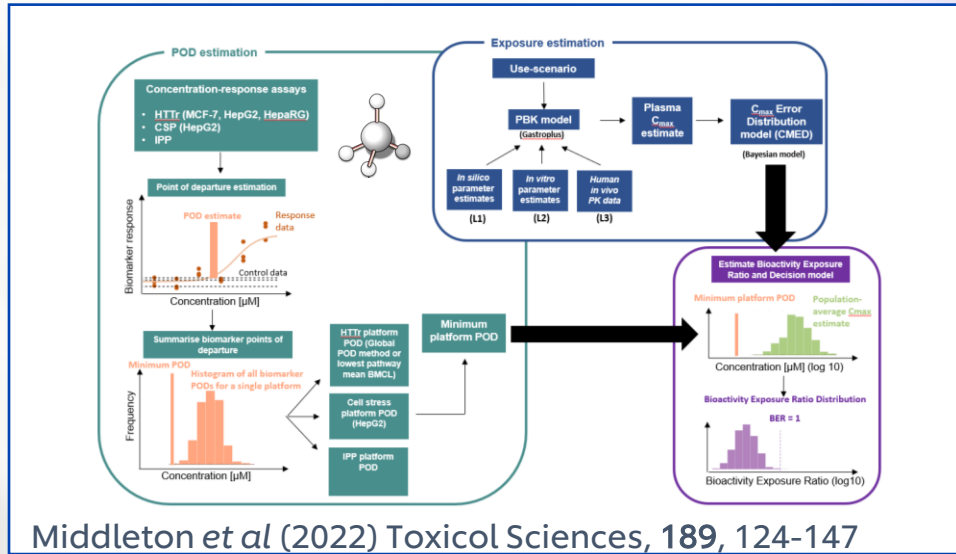 POD estimation
Concentration-response assays
• HTTr (MCF-7, HepG2, HepaRG)
• CSP (HepG2)
• IPP
Point of departure estimation
POD estimate
Response
data
Control data
Biomarker response
Concentration [µM]
Summarise biomarker points of
departure
Minimum POD
Histogram of all biomarker
PODs for a single platform
Frequency
Concentration [µM]
HTTr platform
POD (Global
POD method or
lowest pathway
mean BMCL)
Cell stress
platform POD
(HepG2)
IPP platform
POD
Minimum
platform POD
Exposure estimation
Use-scenario
PBK model
(Gastroplus)
In silico
parameter
estimates
(L1)
In vitro
parameter
estimates
(L2)
Human
in vivo
PK data
(L3)
Plasma
Cmax
estimate
Cmax Error
Distribution
model (CMED)
(Bayesian model)
Estimate Bioactivity Exposure
Ratio and Decision model
Minimum platform POD
Population-
average Cmax
estimate
Concentration [µM] (log 10)
Bioactivity Exposure Ratio Distribution
BER = 1
Bioactivity Exposure Ratio (log10)
Middleton et al (2022) Toxicol Sciences, 189, 124-147